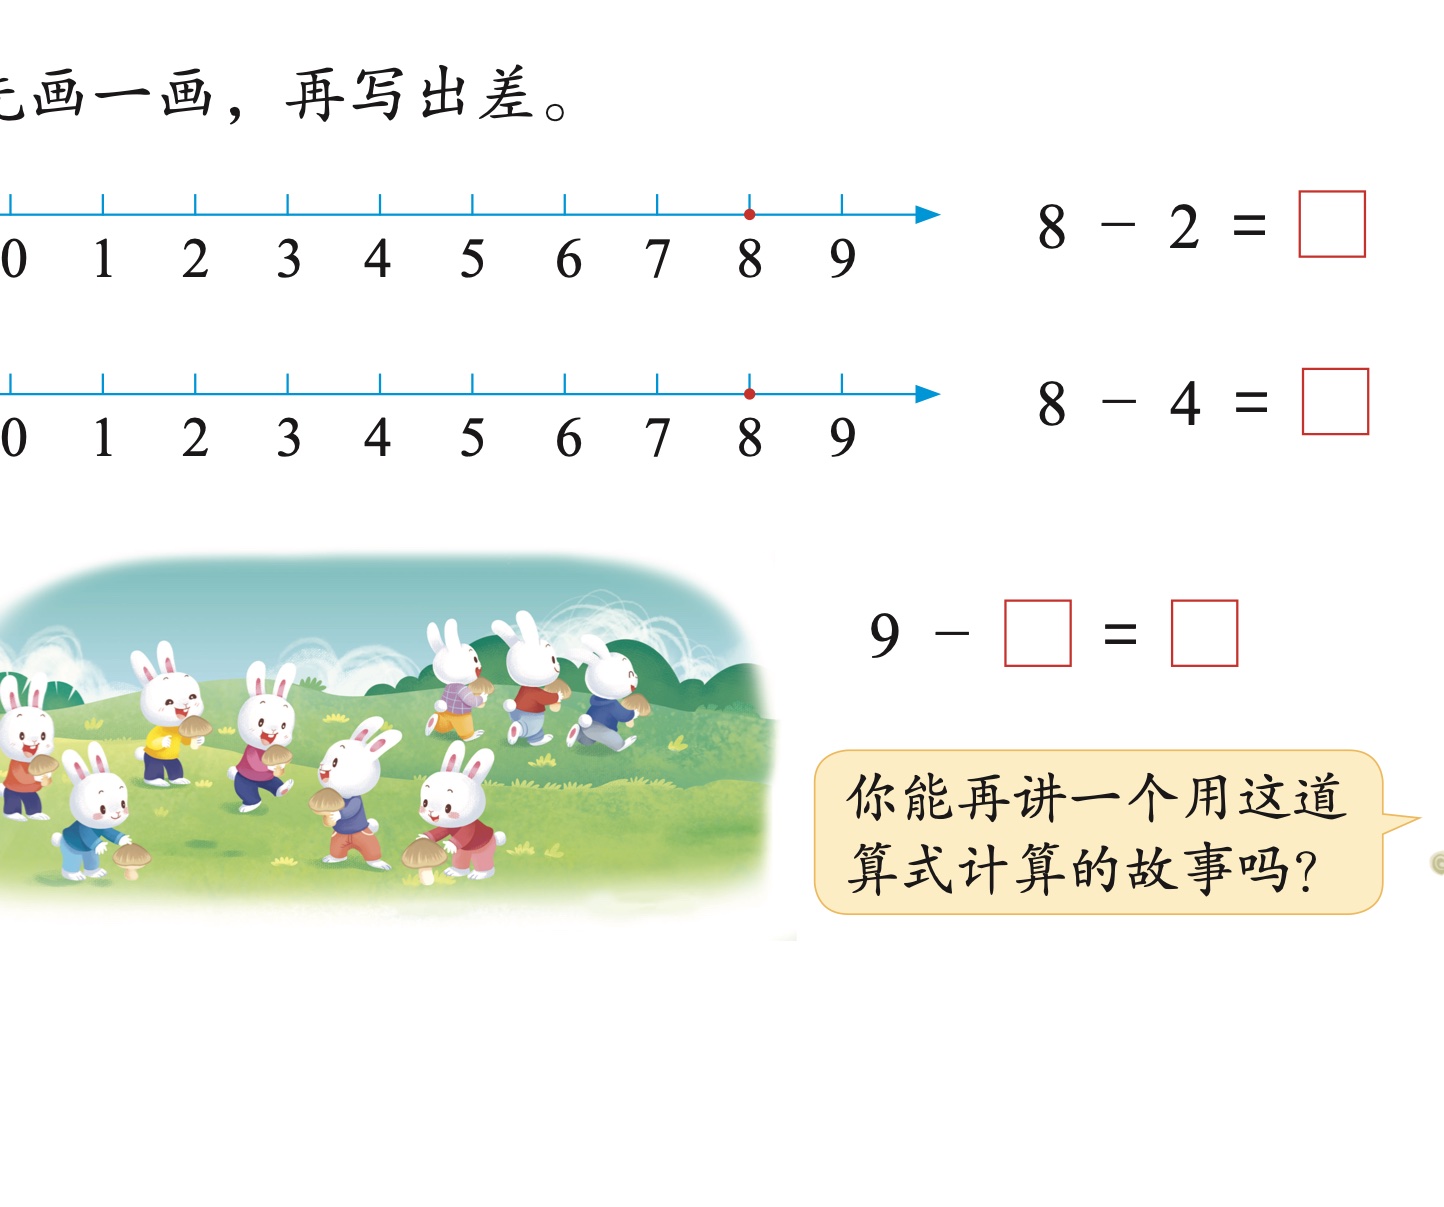 画一画，再写出差。
0 1 2 3 4 5 6 7 8 9
8 − 2 = □
0 1 2 3 4 5 6 7 8 9
8 − 4 = □
9 − □ = □
你能再讲一个用这道
算式计算的故事吗？